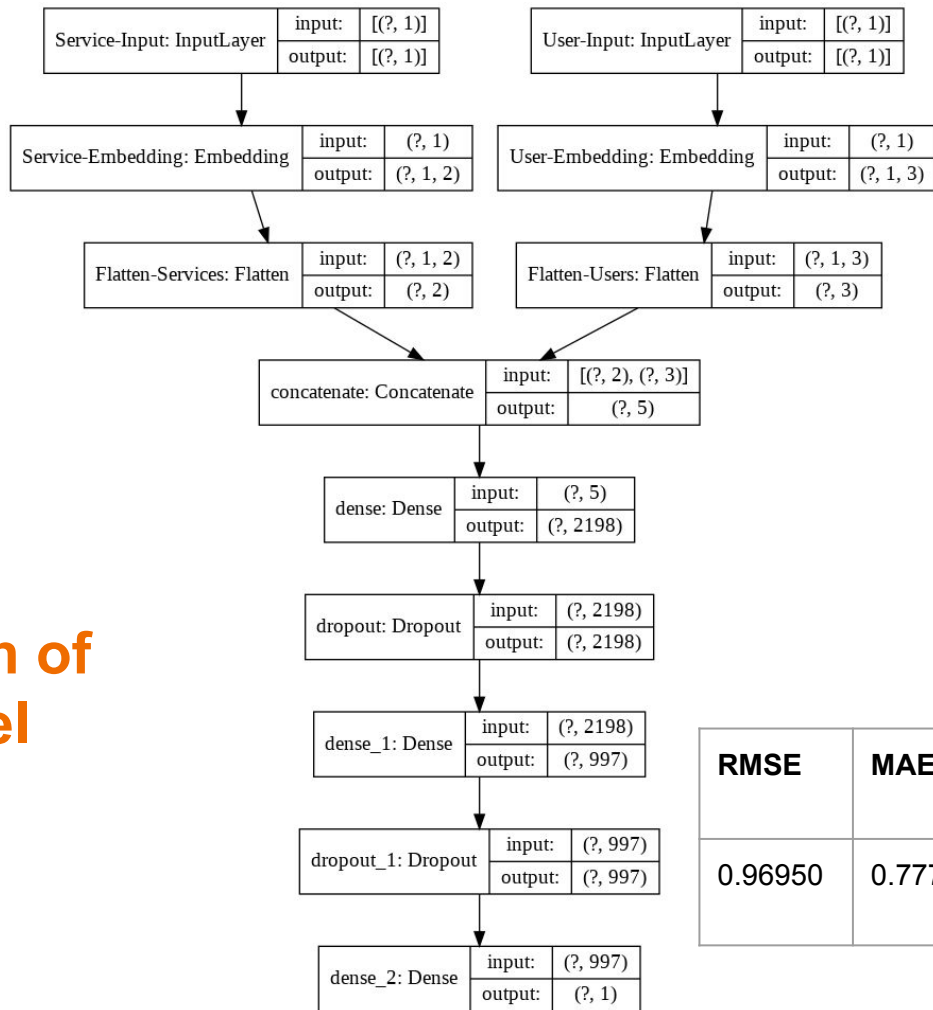 Service-Input: InputLayer
input: [(?, 1)]
output: [(?, 1)]
User-Input: InputLayer
input: [(?, 1)]
output: [(?, 1)]
Service-Embedding: Embedding
input: (?, 1)
output: (?, 1, 2)
User-Embedding: Embedding
input: (?, 1)
output: (?, 1, 3)
Flatten-Services: Flatten
input: (?, 1, 2)
output: (?, 2)
Flatten-Users: Flatten
input: (?, 1, 3)
output: (?, 3)
concatenate: Concatenate
input: [(?, 2), (?, 3)]
output: (?, 5)
dense: Dense
input: (?, 5)
output: (?, 2198)
dropout: Dropout
input: (?, 2198)
output: (?, 2198)
of
dense_1: Dense
input: (?, 2198)
output: (?, 997)
dropout_1: Dropout
input: (?, 997)
output: (?, 997)
dense_2: Dense
input: (?, 997)
output: (?, 1)
RMSE MAE
0.96950